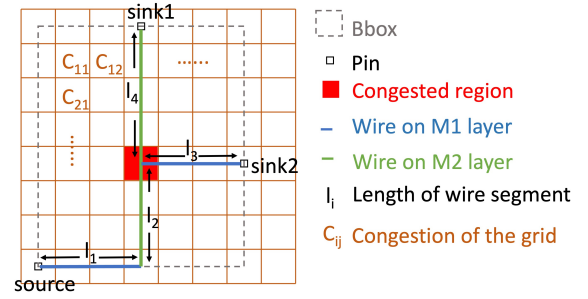 sink1
C11 C12 ······
C21
······
l4
l3
sink2
l2
l1
source
Bbox
Pin
Congested region
Wire on M1 layer
Wire on M2 layer
li Length of wire segment
Cij Congestion of the grid